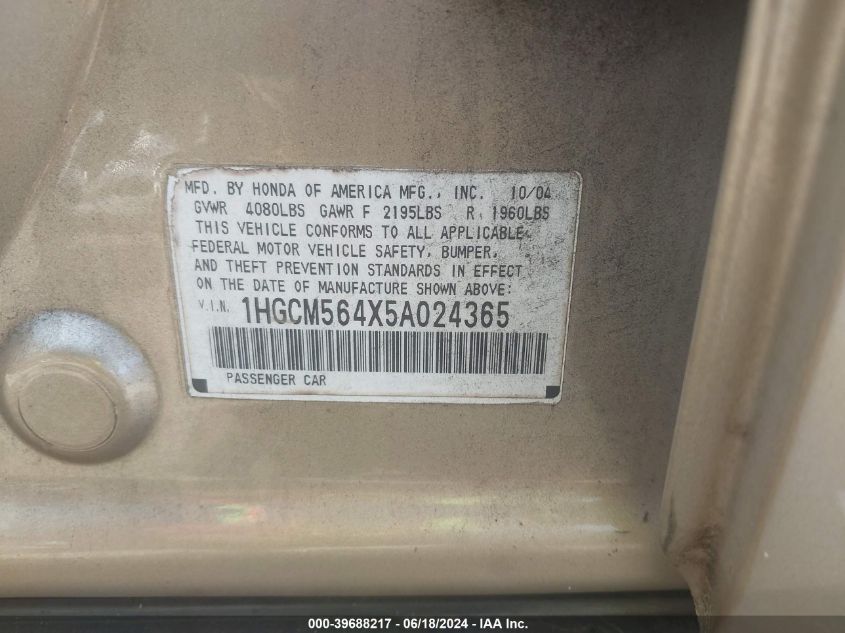 MFD. BY HONDA OF AMERICA MFG., INC. 10/04
GVWR 4080LBS GAWR F 2195LBS R 1960LBS
THIS VEHICLE CONFORMS TO ALL APPLICABLE
FEDERAL MOTOR VEHICLE SAFETY, BUMPER,
AND THEFT PREVENTION STANDARDS IN EFFECT
ON THE DATE OF MANUFACTURE SHOWN ABOVE:
V.I.N. 1HGCM564X5A024365
PASSENGER CAR
000-39688217 - 06/18/2024 - IAA Inc.